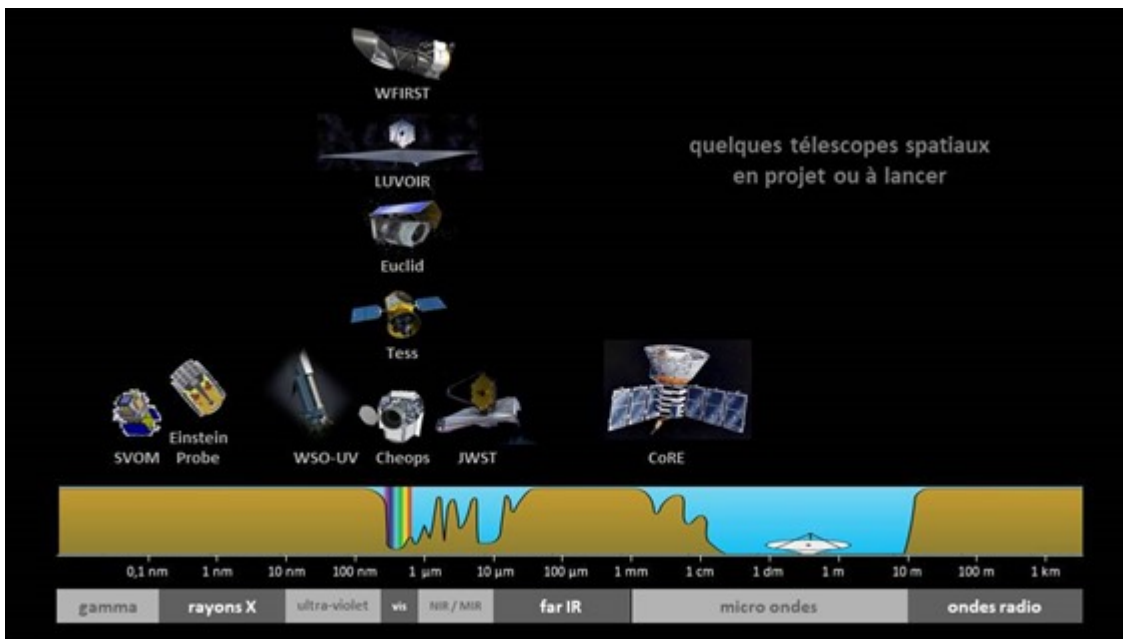 WFIRST
quelques télescopes spatiaux
en projet ou à lancer
LUVOIR
Euclid
Tess
SVOM
Einstein
Probe
WSO-UV
Cheops
JWST
CoRE
0,1 nm 1 nm 10 nm 100 nm 1 µm 10 µm 100 µm 1 mm 1 cm 1 dm 1 m 10 m 100 m 1 km
gamma rayons X ultra-violet vis NIR / MIR far IR micro ondes ondes radio